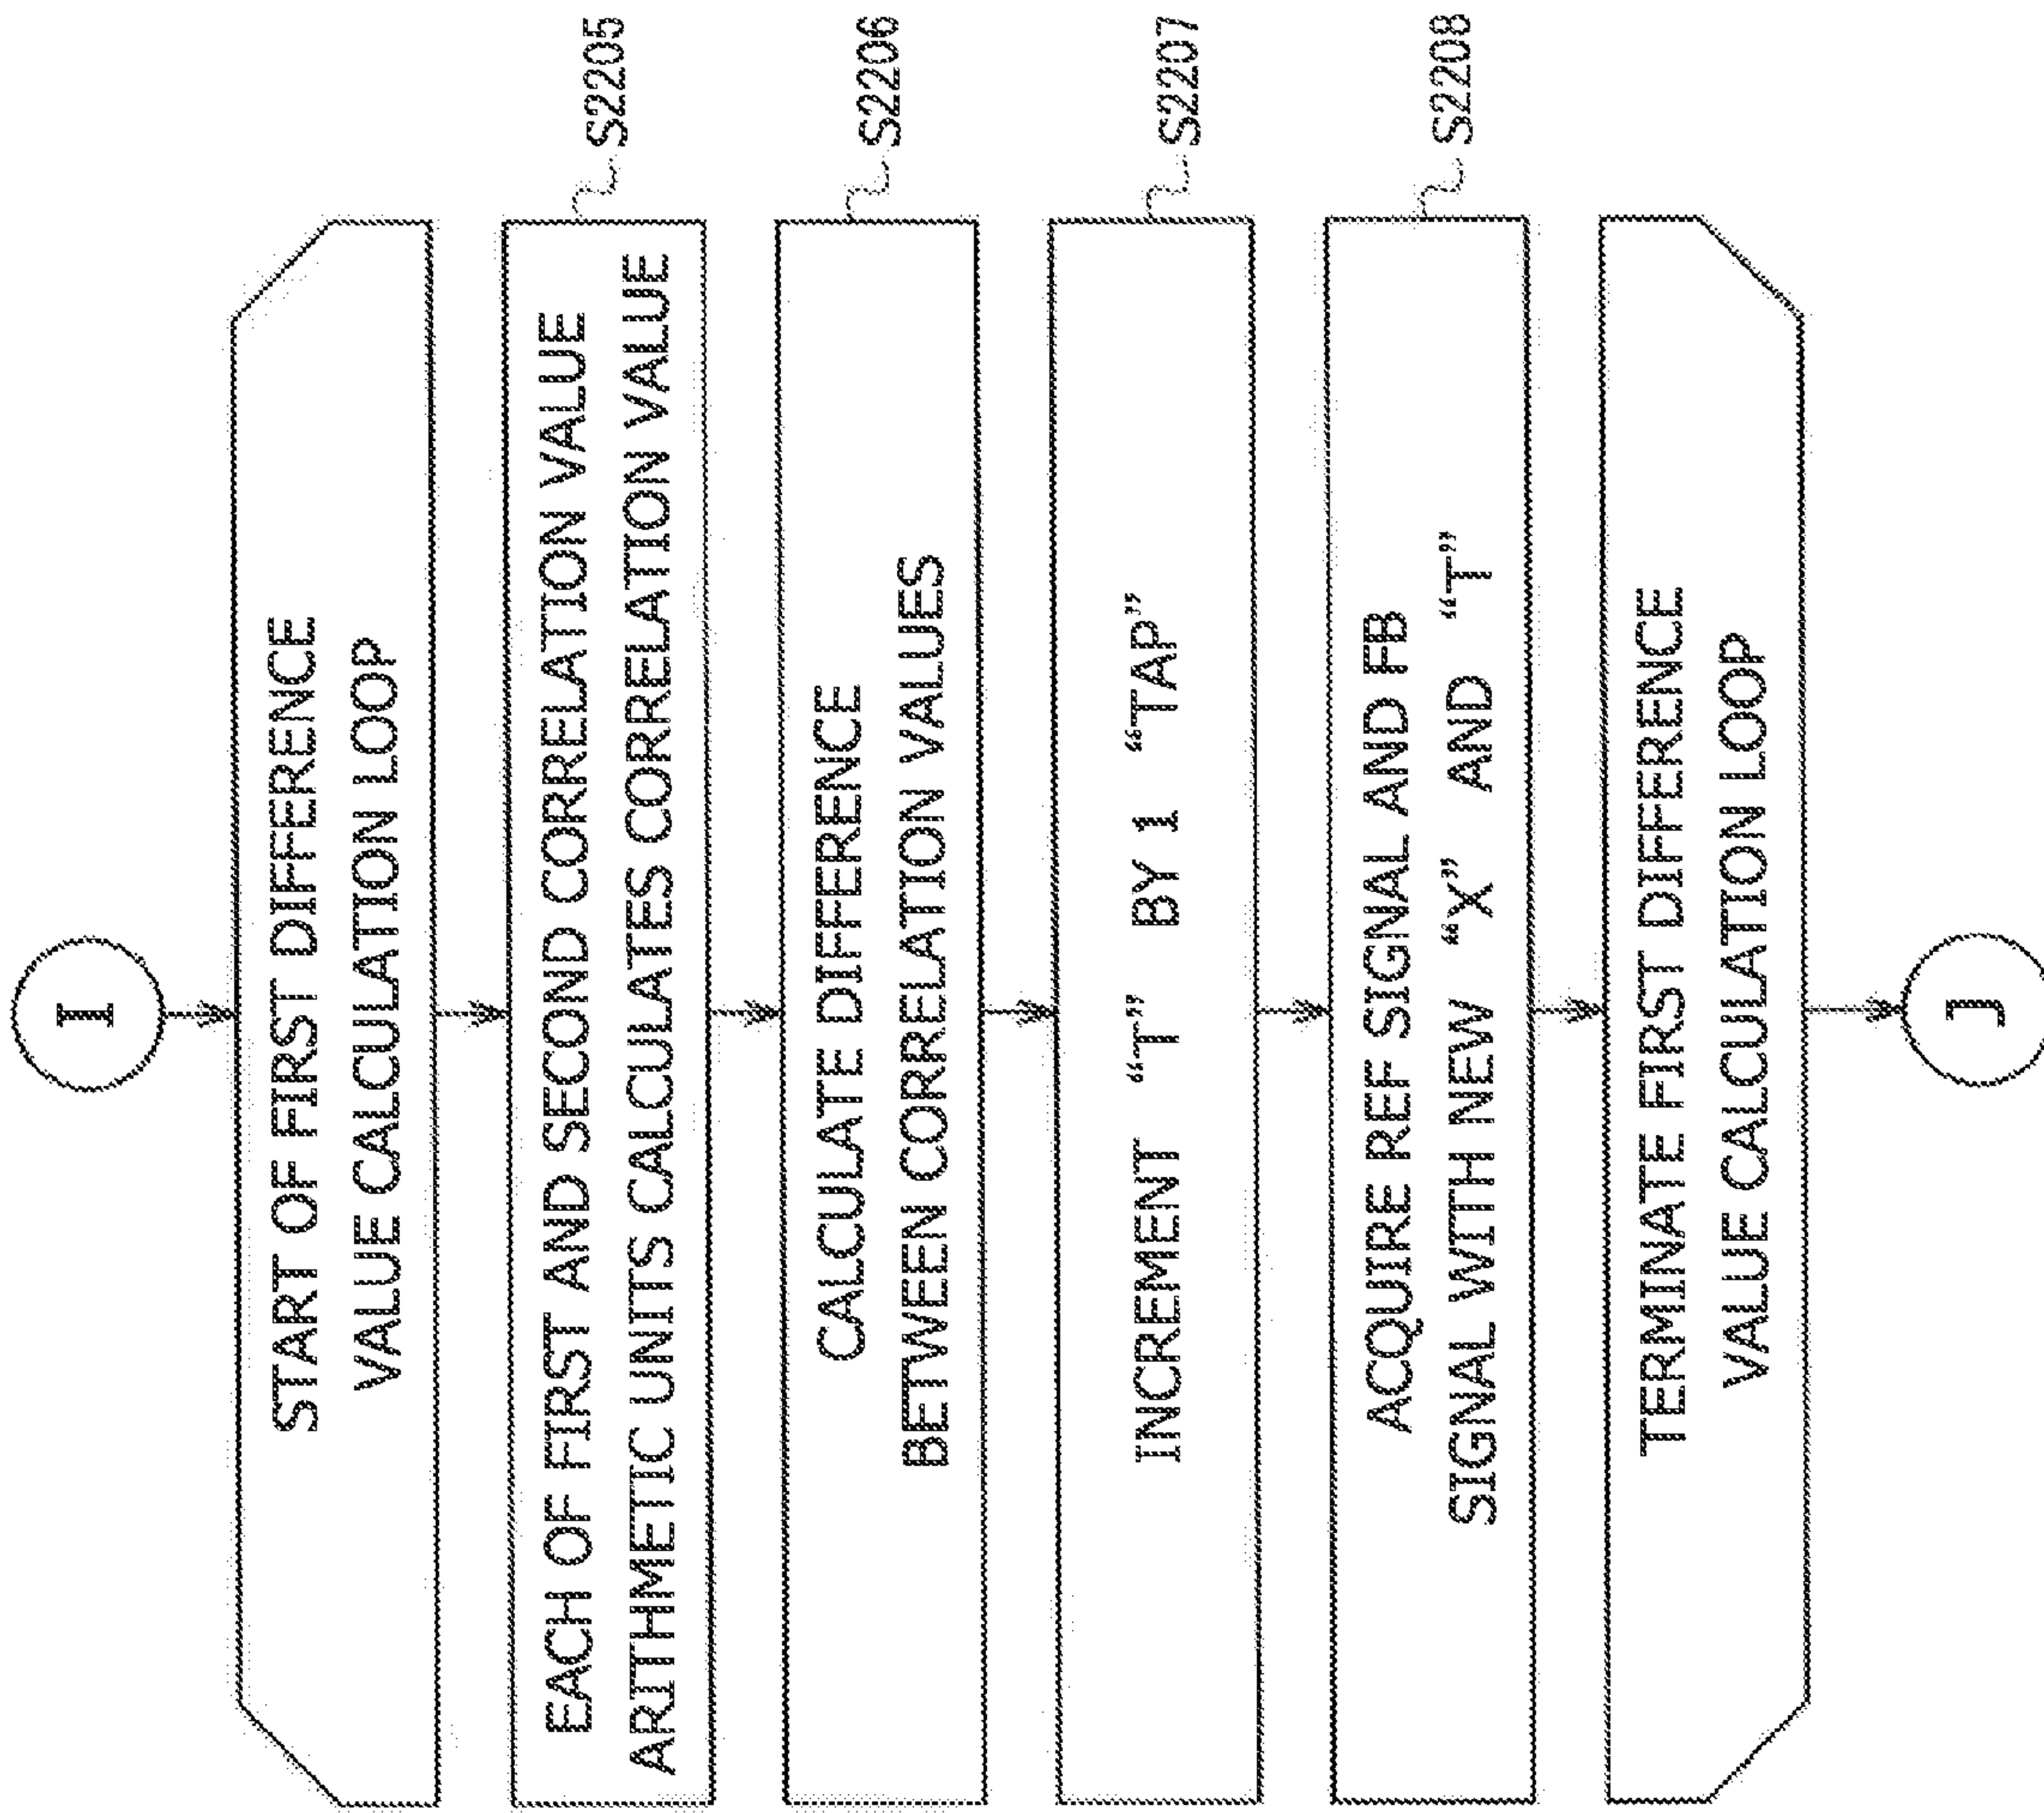 I
START OF FIRST DIFFERENCE
VALUE CALCULATION LOOP
S2205
EACH OF FIRST AND SECOND CORRELATION VALUE
ARITHMETIC UNITS CALCULATES CORRELATION VALUE
S2206
CALCULATE DIFFERENCE
BETWEEN CORRELATION VALUES
S2207
INCREMENT “T” BY 1 “TAP”
S2208
ACQUIRE REF SIGNAL AND FB
SIGNAL WITH NEW “X” AND “T”
TERMINATE FIRST DIFFERENCE
VALUE CALCULATION LOOP
J